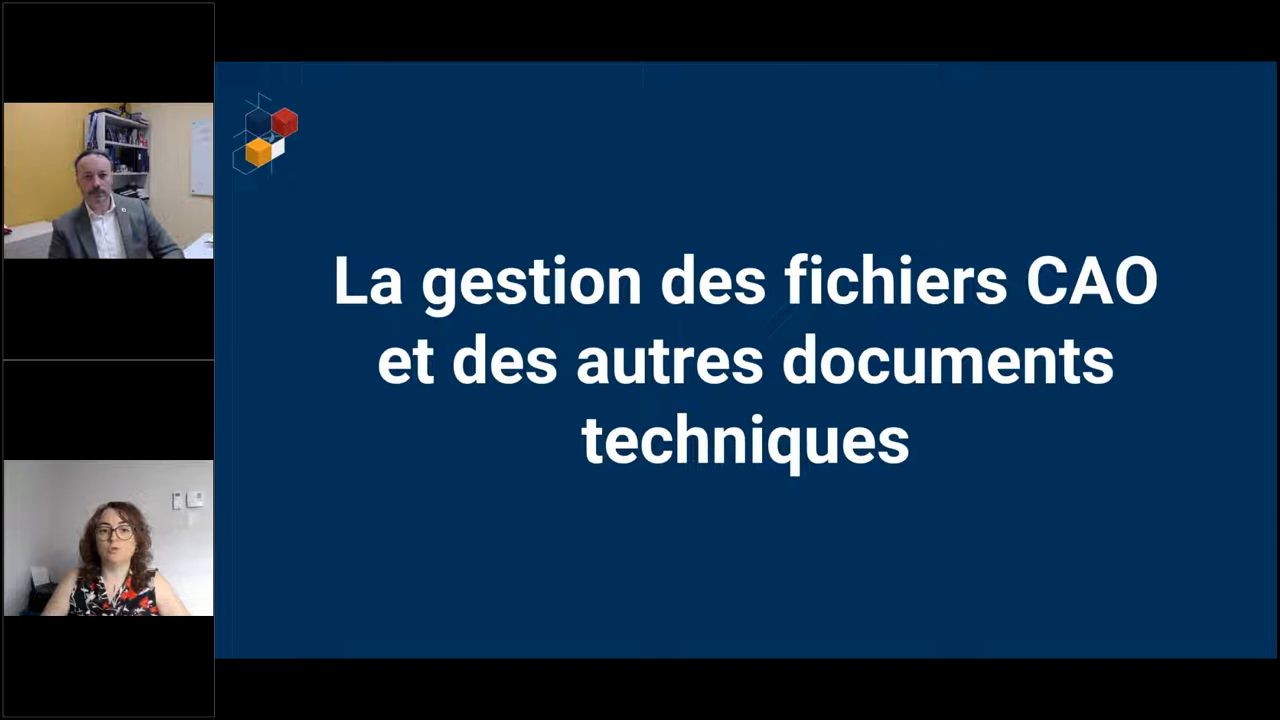 La gestion des fichiers CAO
et des autres documents
techniques